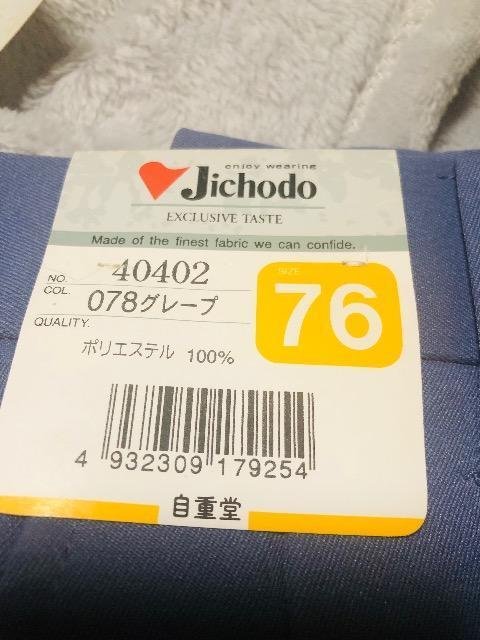 enjoy wearing
Jichodo
EXCLUSIVE TASTE
Made of the finest fabric we can confide.
NO. 40402
COL. 078グレープ
QUALITY.
ポリエステル 100%
SIZE
76
4 932309 179254
自重堂